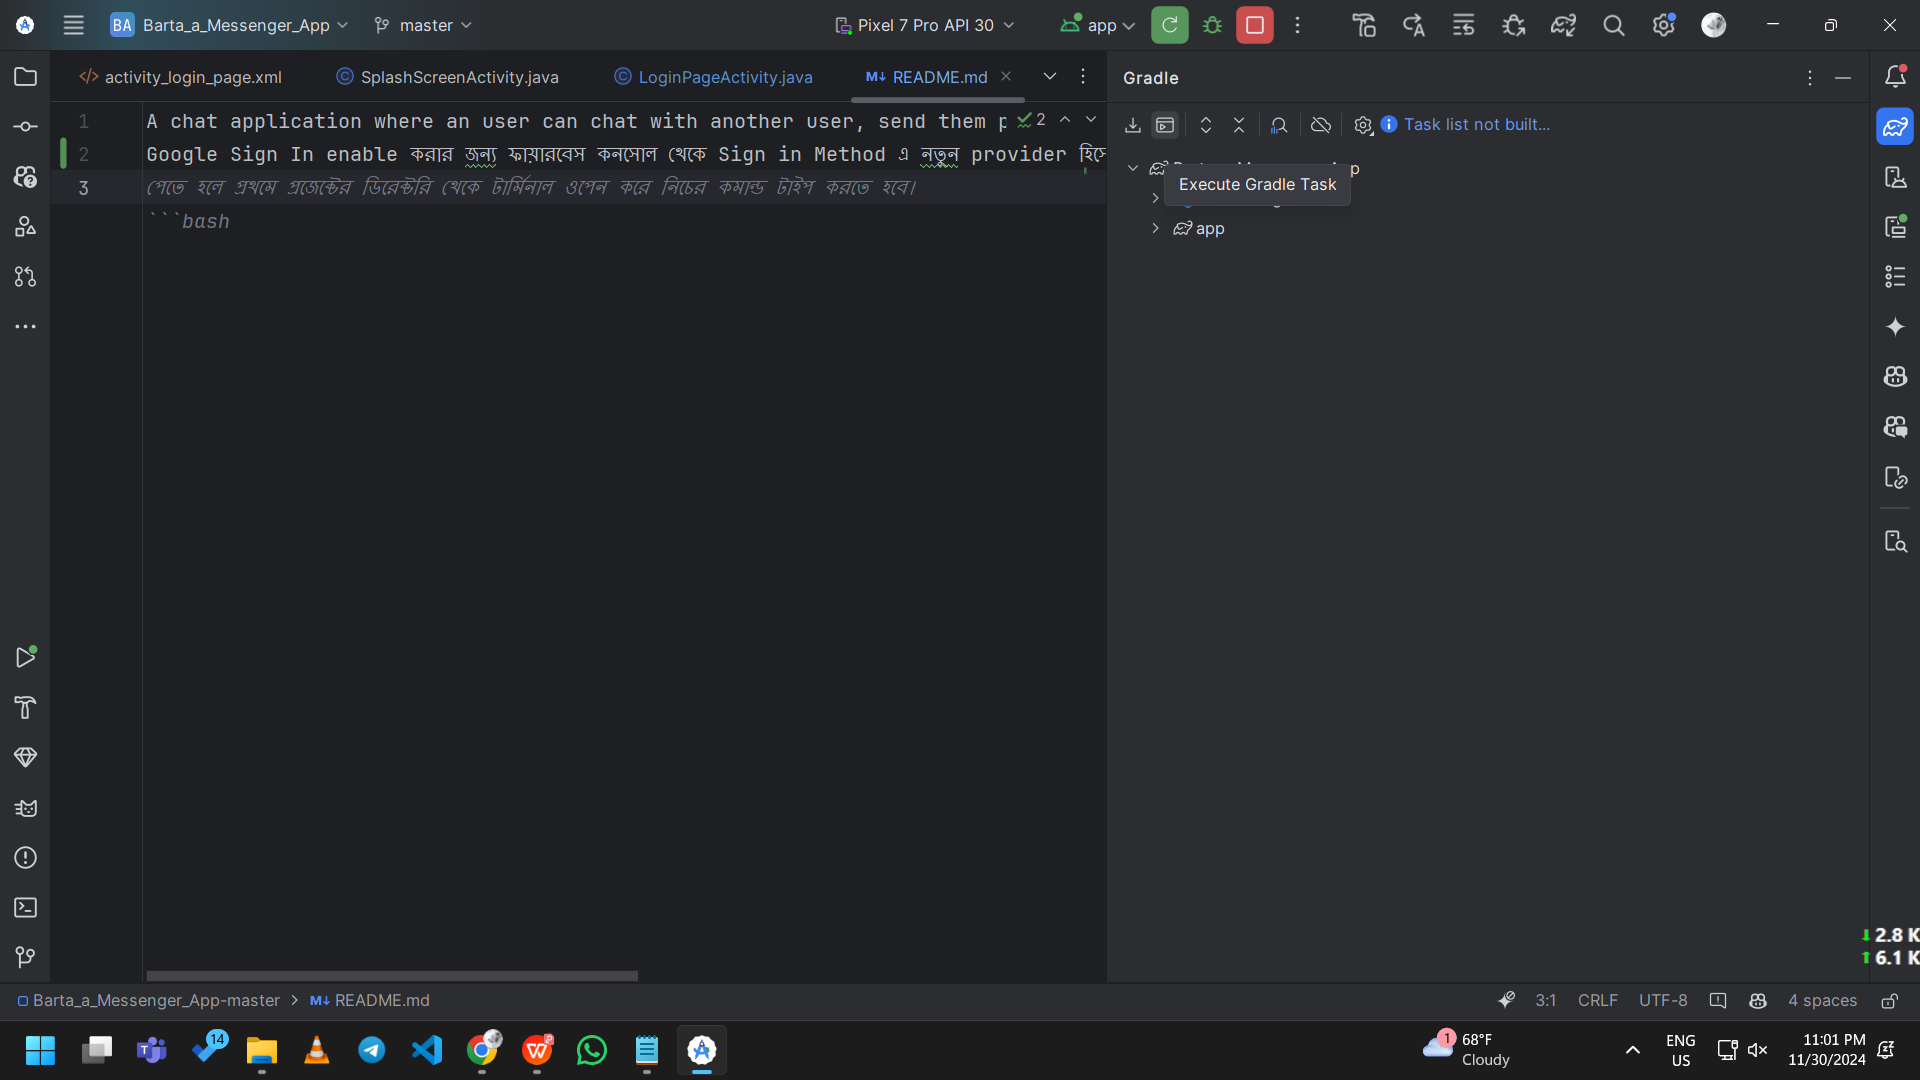 BA Barta_a_Messenger_App master Pixel 7 Pro API 30 app
activity_login_page.xml SplashScreenActivity.java LoginPageActivity.java M↓ README.md
Gradle
1 A chat application where an user can chat with another user, send them p 2
2 Google Sign In enable করার জন্য ফায়ারবেস কনসোল থেকে Sign in Method এ নতুন provider হিসে
3 পেতে হলে প্রথমে প্রজেক্টের ডিরেক্টরি থেকে টার্মিনাল ওপেন করে নিচের কমান্ড টাইপ করতে হবে।
```bash
Task list not built...
Execute Gradle Task
app
2.8 K
6.1 K
Barta_a_Messenger_App-master > M↓ README.md
3:1 CRLF UTF-8 4 spaces
14
1 68°F
Cloudy
ENG
US
11:01 PM
11/30/2024